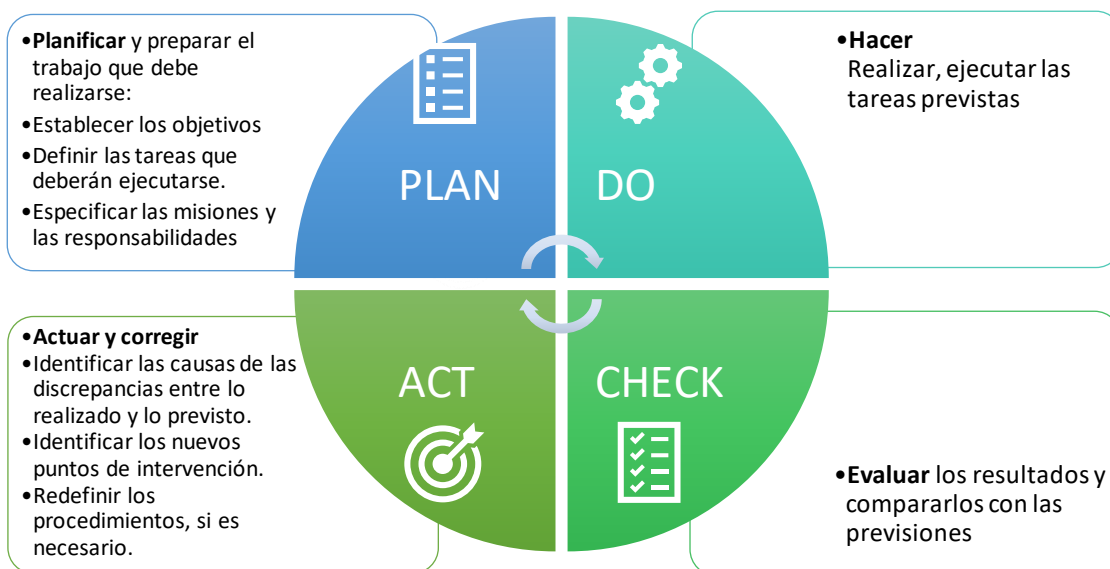 •Planificar y preparar el
trabajo que debe
realizarse:
•Establecer los objetivos
•Definir las tareas que
deberán ejecutarse.
•Especificar las misiones y
las responsabilidades
PLAN
DO
•Hacer
Realizar, ejecutar las
tareas previstas
•Actuar y corregir
•Identificar las causas de las
discrepancias entre lo
realizado y lo previsto.
•Identificar los nuevos
puntos de intervención.
•Redefinir los
procedimientos, si es
necesario.
ACT
CHECK
•Evaluar los resultados y
compararlos con las
previsiones